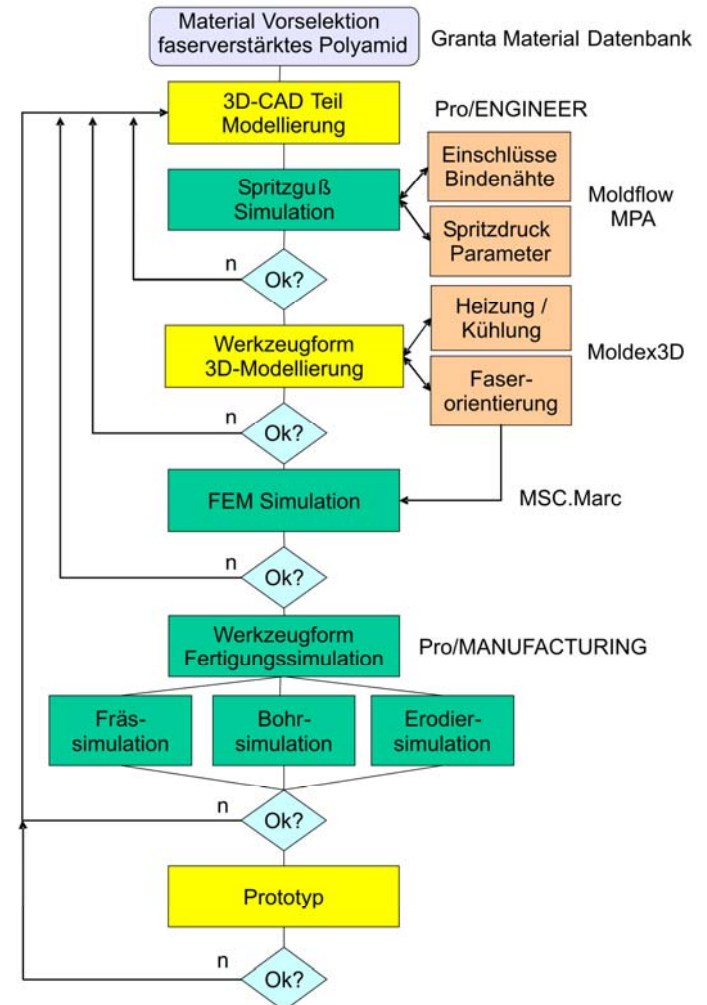 Material Vorselektion
faserverstärktes Polyamid
Granta Material Datenbank
3D-CAD Teil
Modellierung
Pro/ENGINEER
Einschlüsse
Bindenähte
Spritzguß
Simulation
Moldflow
MPA
Spritzdruck
Parameter
n
Ok?
Heizung /
Kühlung
Werkzeugform
3D-Modellierung
Moldex3D
Faser-
orientierung
n
Ok?
FEM Simulation
MSC.Marc
n
Ok?
Werkzeugform
Fertigungssimulation
Pro/MANUFACTURING
Fräs-
simulation
Bohr-
simulation
Erodier-
simulation
n
Ok?
Prototyp
n
Ok?